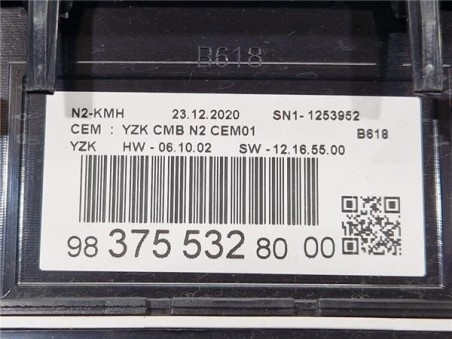 B618
N2-KMH 23.12.2020 SN1- 1253952
CEM : YZK CMB N2 CEM01 B618
YZK HW - 06.10.02 SW - 12.16.55.00
98 375 532 80 00